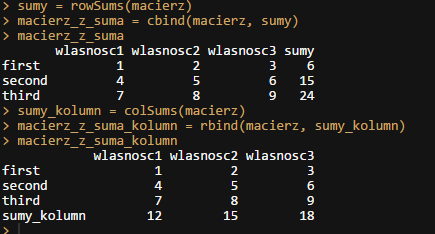 > sumy = rowSums(macierz)
> macierz_z_suma = cbind(macierz, sumy)
> macierz_z_suma
       wlasnosc1 wlasnosc2 wlasnosc3 sumy
first          1         2         3    6
second         4         5         6   15
third          7         8         9   24
> sumy_kolumn = colSums(macierz)
> macierz_z_suma_kolumn = rbind(macierz, sumy_kolumn)
> macierz_z_suma_kolumn
            wlasnosc1 wlasnosc2 wlasnosc3
first               1         2         3
second              4         5         6
third               7         8         9
sumy_kolumn        12        15        18
>